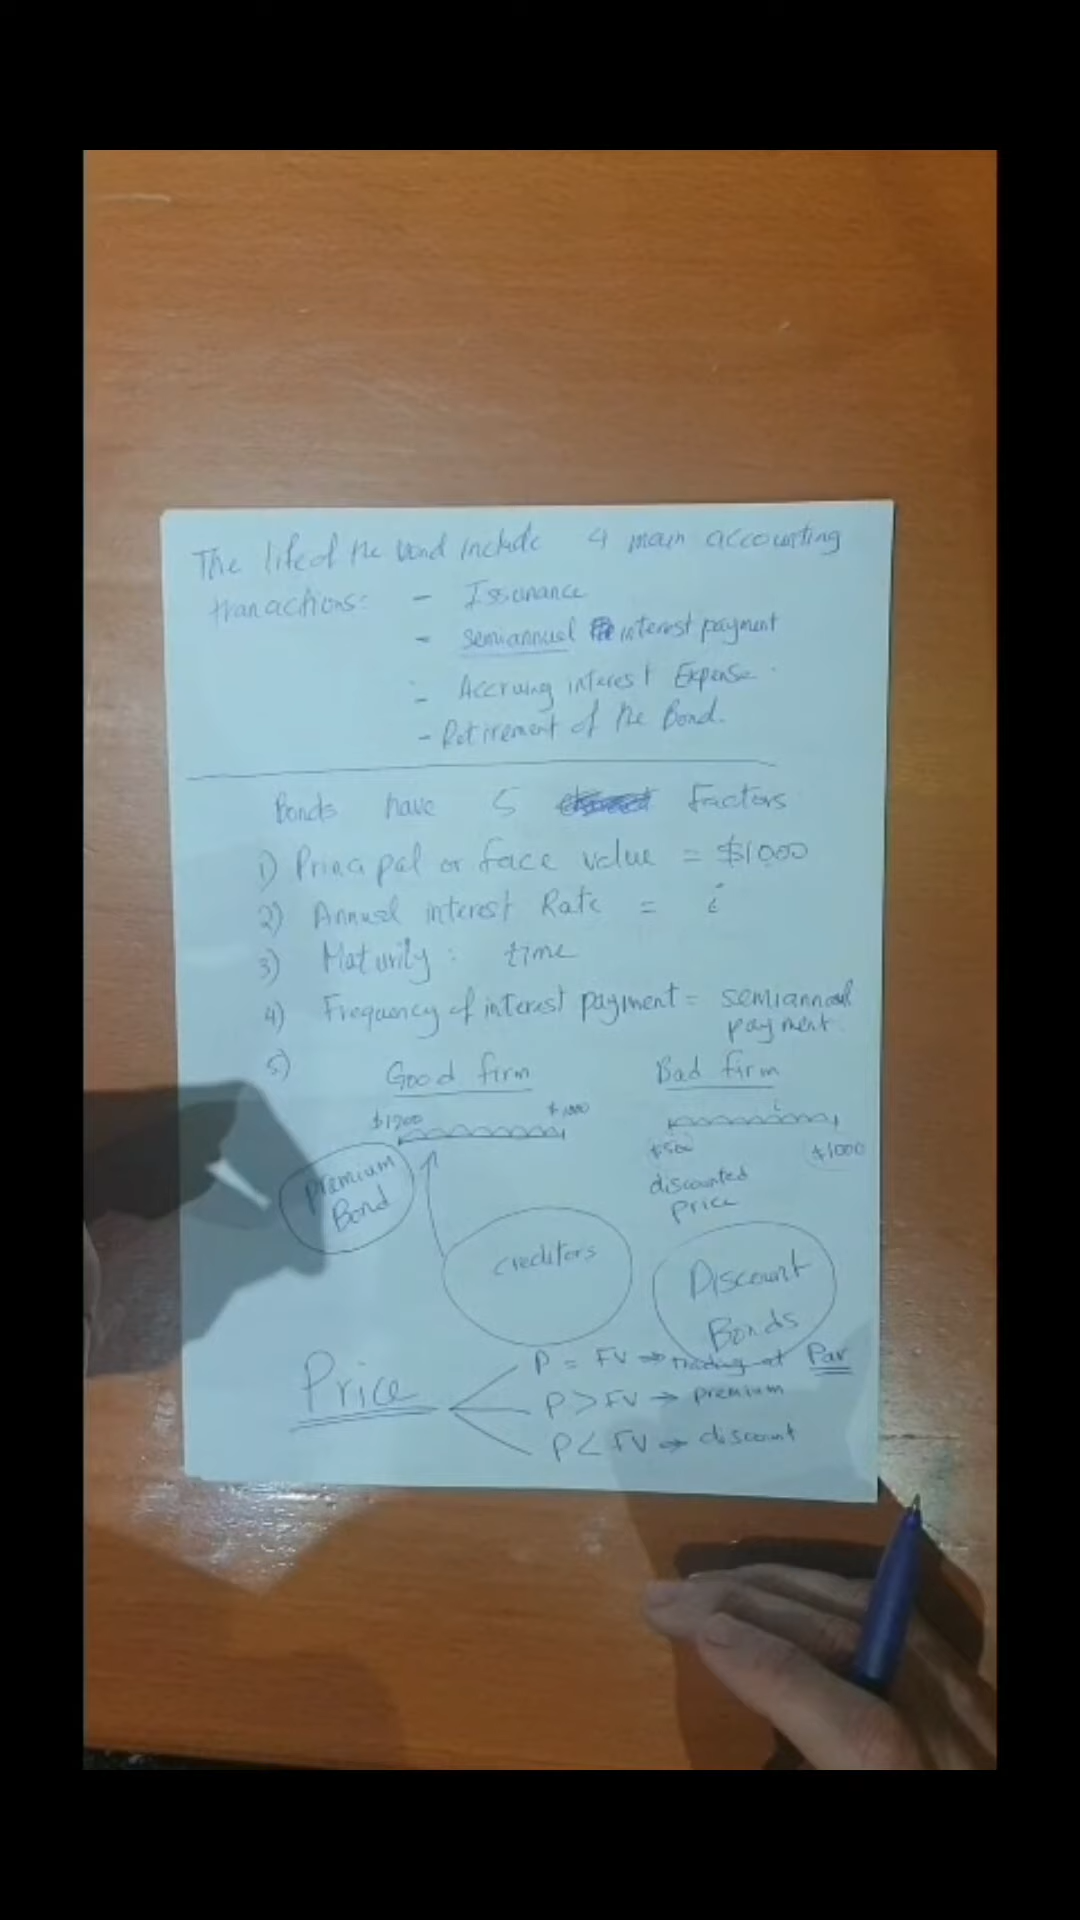 The life of the bond include 4 main accounting
tranactions: - Issuance
- semiannual interest payment
- Accruing interest Expense
- Retirement of the Bond.
Bonds have 5 Factors
1) Principal or face value = $1000
2) Annual interest Rate = i
3) Maturity: time
4) Frequency of interest payment = semiannual
payment
5) Good firm Bad firm
$1000
$500 $1000
premium
Bond
discounted
price
creditors
Discount
Bonds
Price
P = FV → trading at Par
P > FV → premium
P < FV → discount